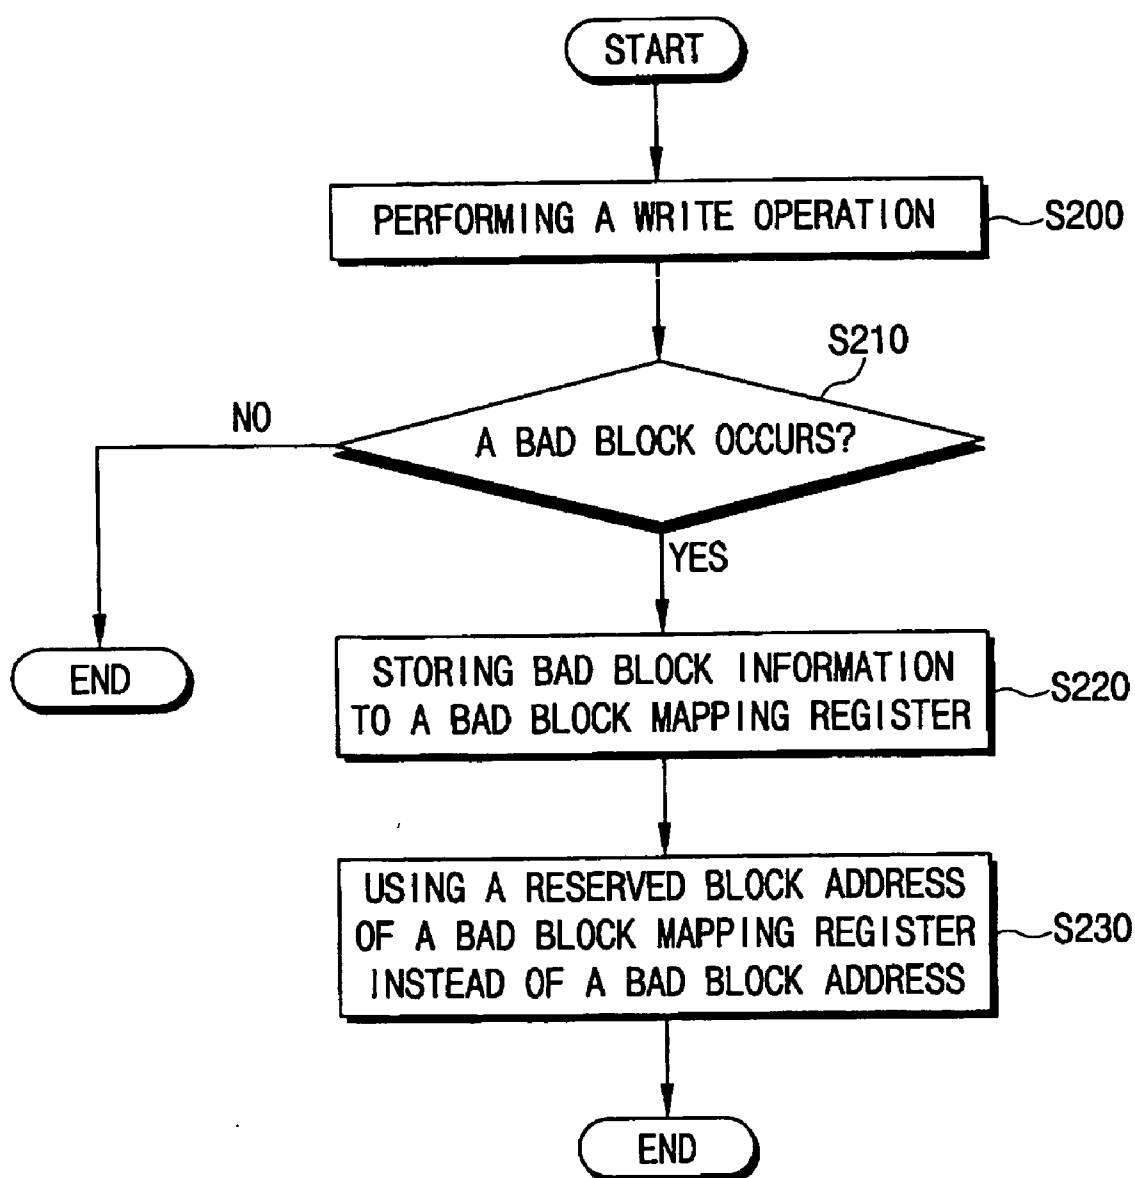 START
PERFORMING A WRITE OPERATION
S200
S210
A BAD BLOCK OCCURS?
NO
YES
END
STORING BAD BLOCK INFORMATION
TO A BAD BLOCK MAPPING REGISTER
S220
USING A RESERVED BLOCK ADDRESS
OF A BAD BLOCK MAPPING REGISTER
INSTEAD OF A BAD BLOCK ADDRESS
S230
END